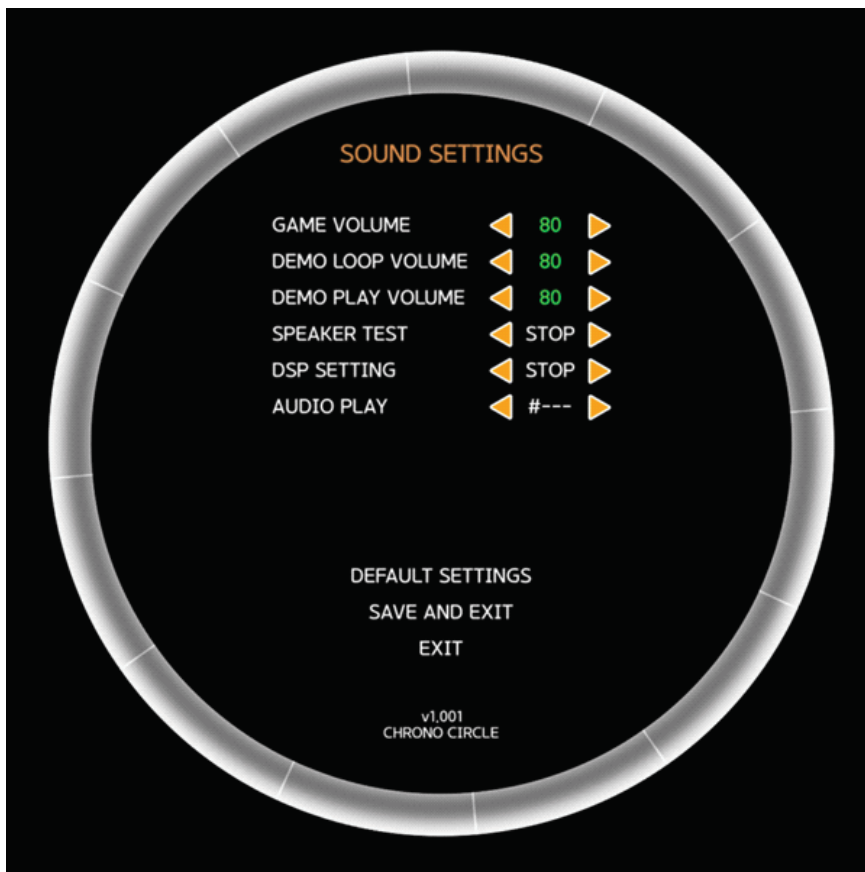 SOUND SETTINGS
GAME VOLUME 80
DEMO LOOP VOLUME 80
DEMO PLAY VOLUME 80
SPEAKER TEST STOP
DSP SETTING STOP
AUDIO PLAY #---
DEFAULT SETTINGS
SAVE AND EXIT
EXIT
v1,001
CHRONO CIRCLE